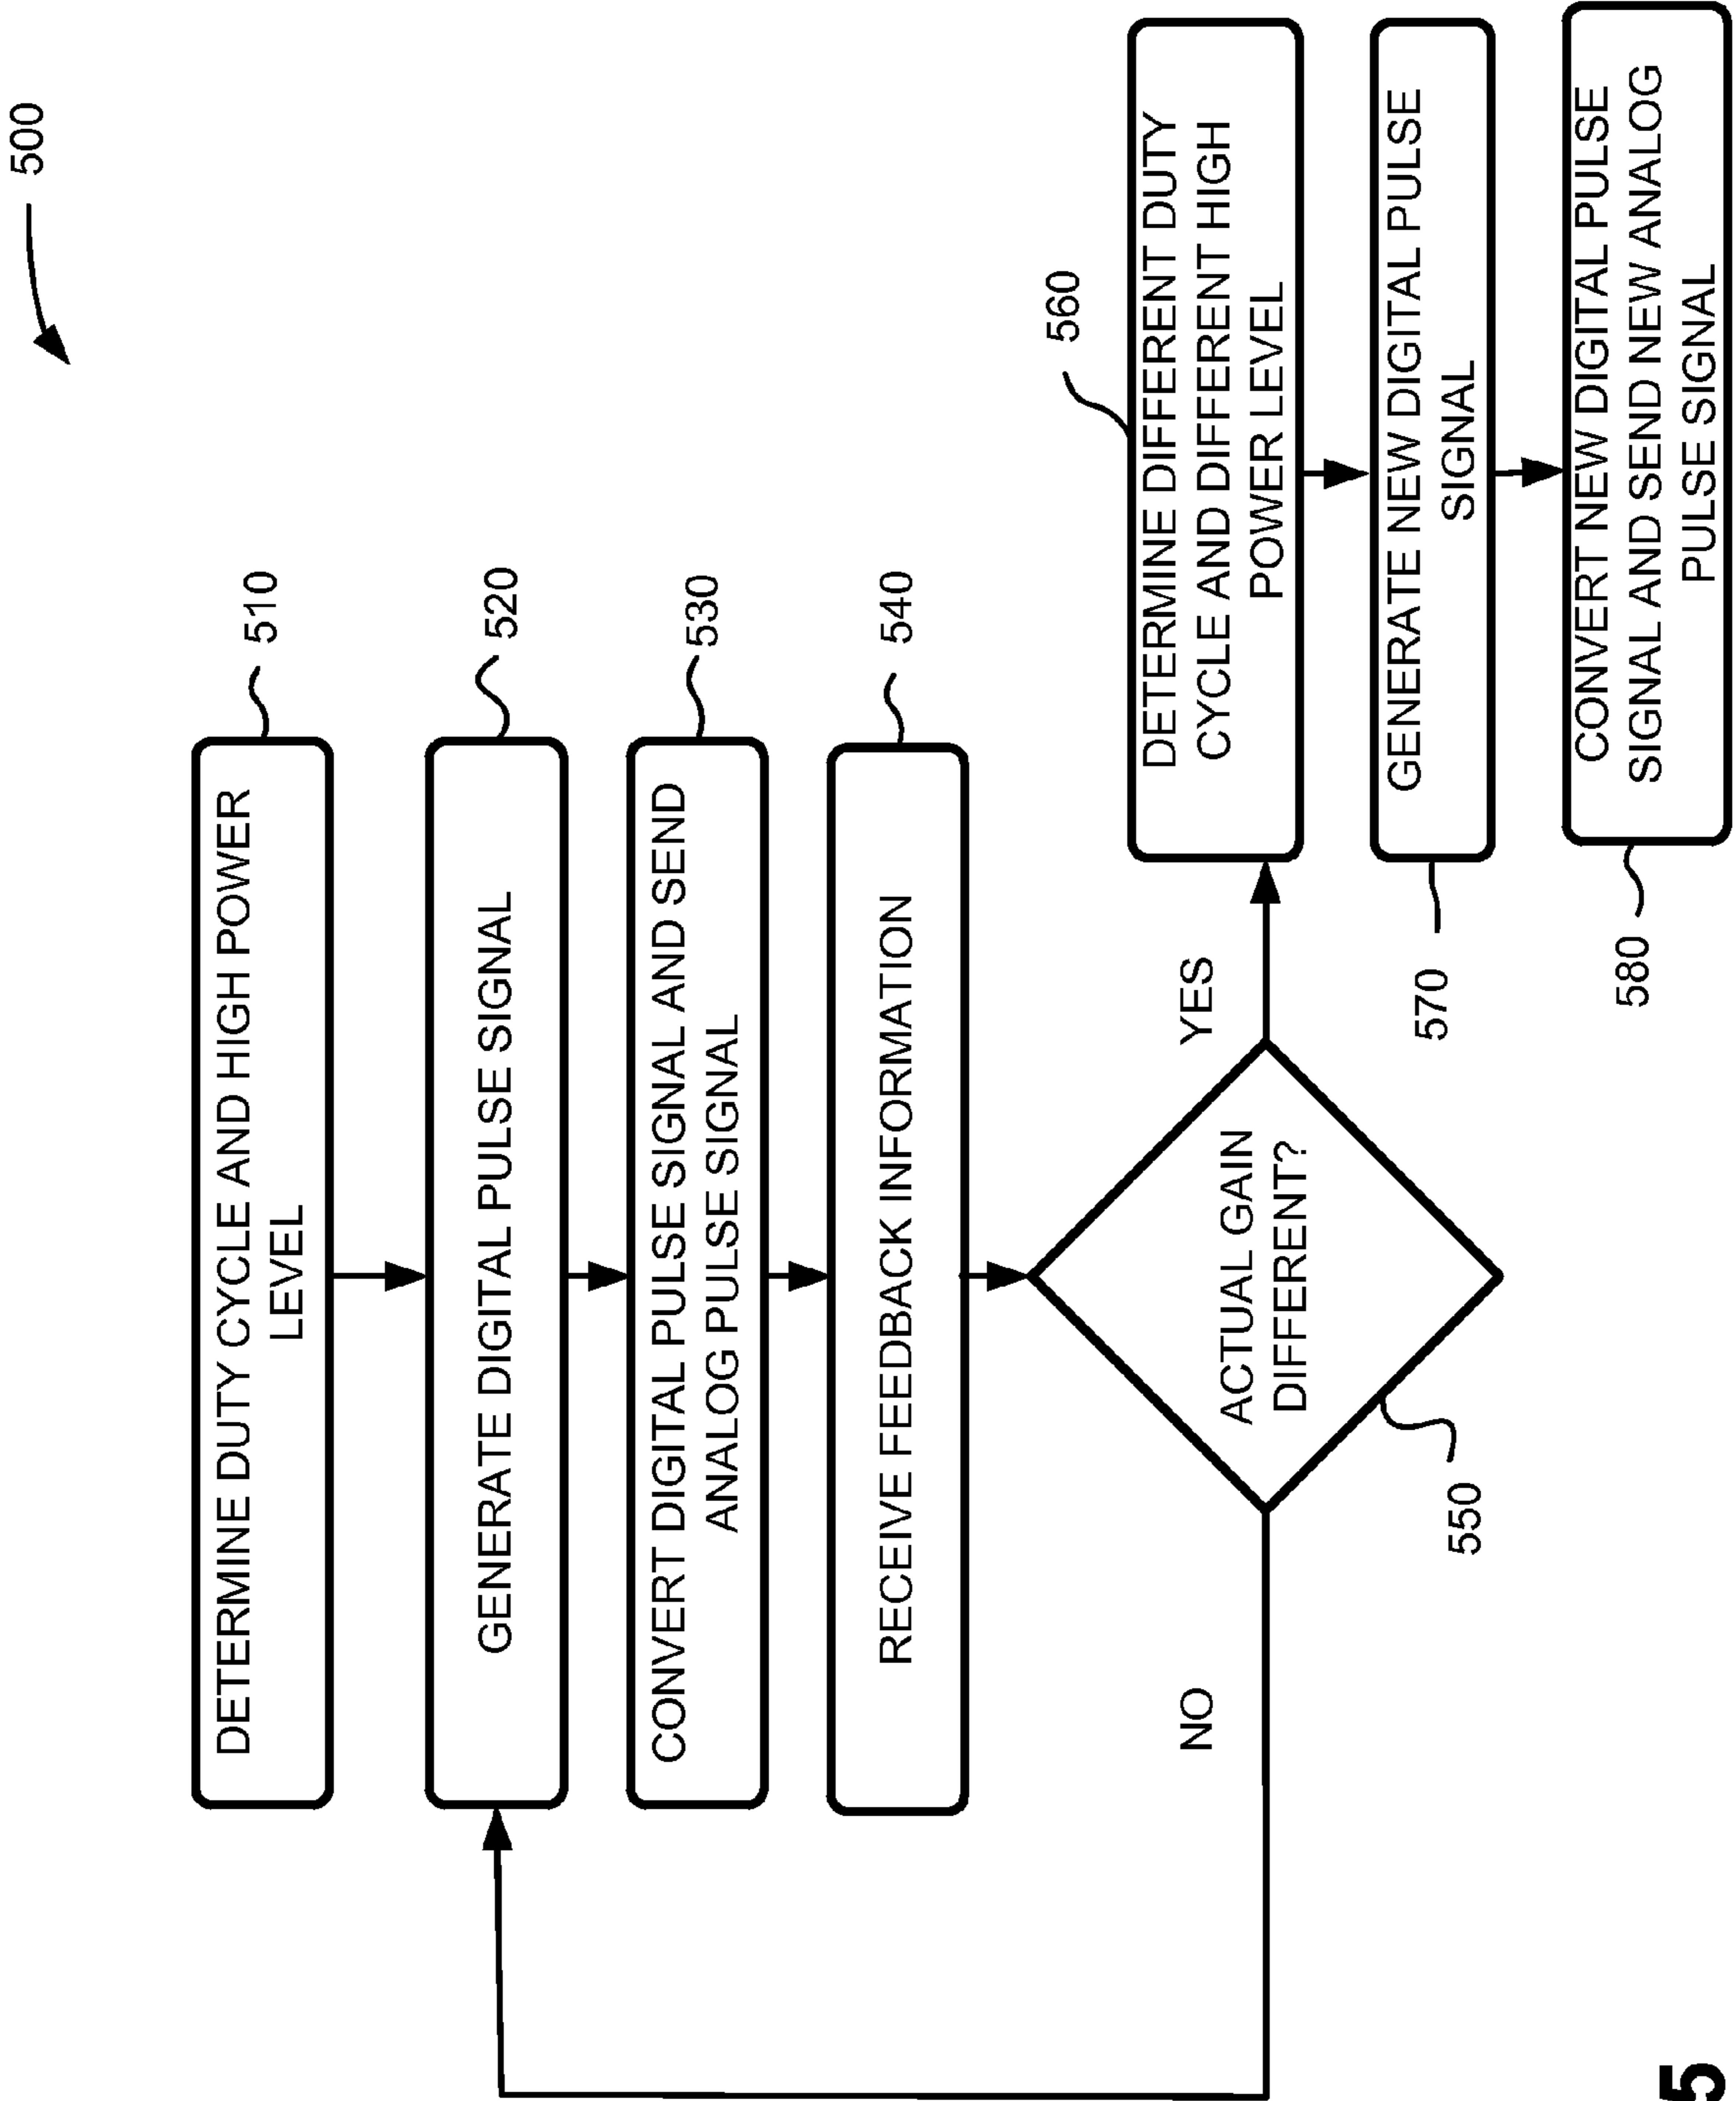 500
DETERMINE DUTY CYCLE AND HIGH POWER
LEVEL
510
GENERATE DIGITAL PULSE SIGNAL
520
CONVERT DIGITAL PULSE SIGNAL AND SEND
ANALOG PULSE SIGNAL
530
RECEIVE FEEDBACK INFORMATION
540
ACTUAL GAIN
DIFFERENT?
550
NO
YES
560
DETERMINE DIFFERENT DUTY
CYCLE AND DIFFERENT HIGH
POWER LEVEL
GENERATE NEW DIGITAL PULSE
SIGNAL
570
CONVERT NEW DIGITAL PULSE
SIGNAL AND SEND NEW ANALOG
PULSE SIGNAL
580
5